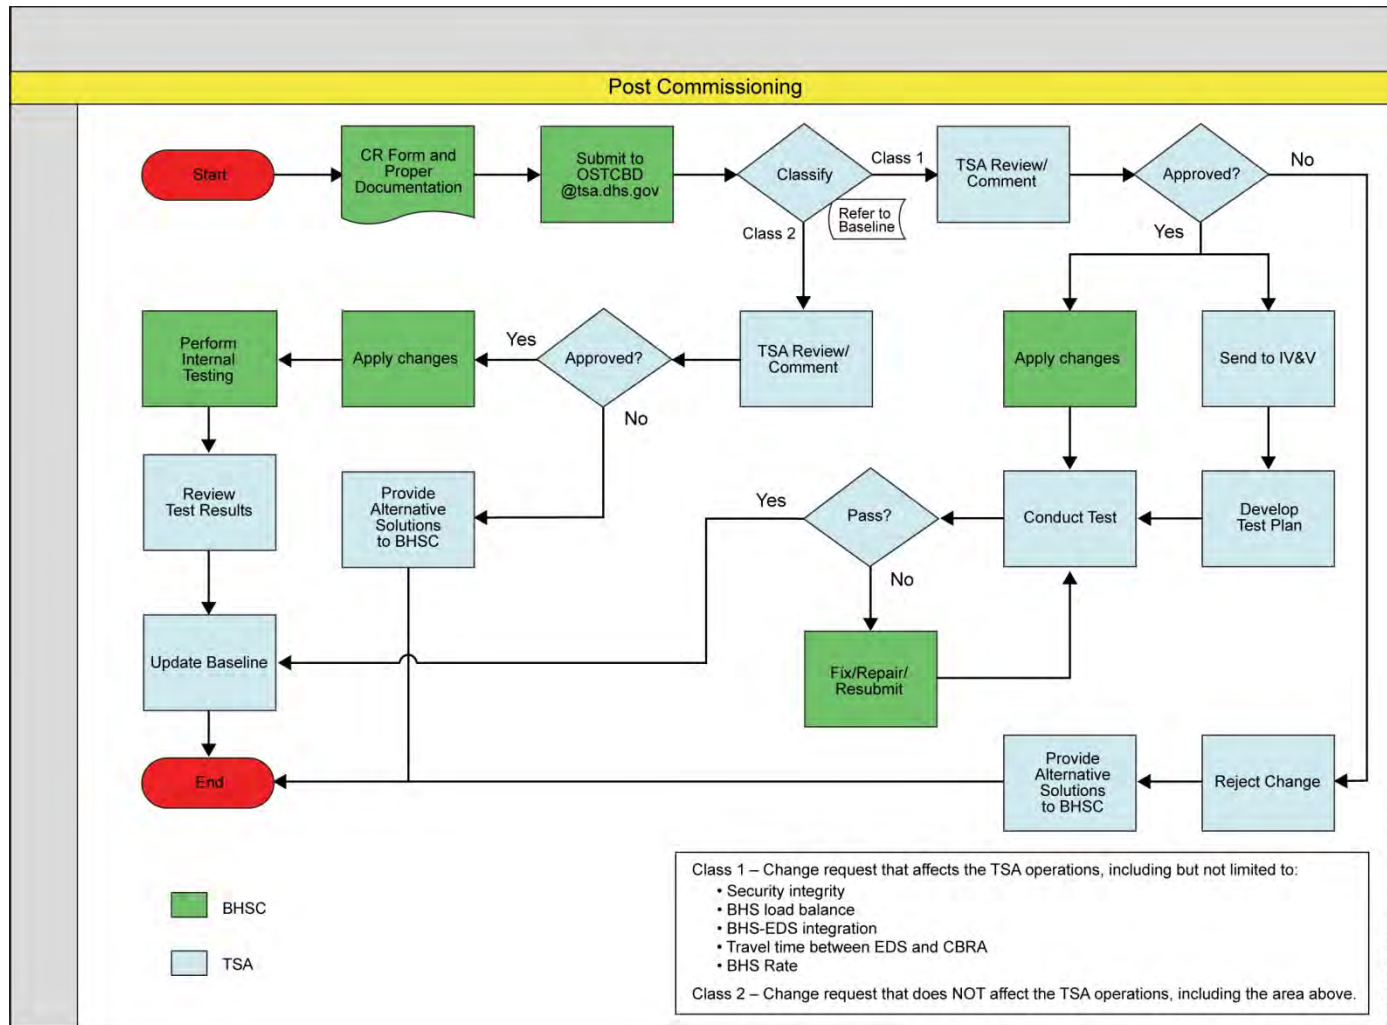 Post Commissioning
Start
CR Form and
Proper
Documentation
Submit to
OSTCBD
@tsa.dhs.gov
Classify
Class 1
TSA Review/
Comment
Approved?
No
Refer to
Baseline
Class 2
Yes
Perform
Internal
Testing
Apply changes
Yes
Approved?
TSA Review/
Comment
Apply changes
Send to IV&V
No
Review
Test Results
Provide
Alternative
Solutions
to BHSC
Yes
Pass?
Conduct Test
Develop
Test Plan
No
Update Baseline
Fix/Repair/
Resubmit
End
Provide
Alternative
Solutions
to BHSC
Reject Change
BHSC
TSA
Class 1 – Change request that affects the TSA operations, including but not limited to:
• Security integrity
• BHS load balance
• BHS-EDS integration
• Travel time between EDS and CBRA
• BHS Rate
Class 2 – Change request that does NOT affect the TSA operations, including the area above.